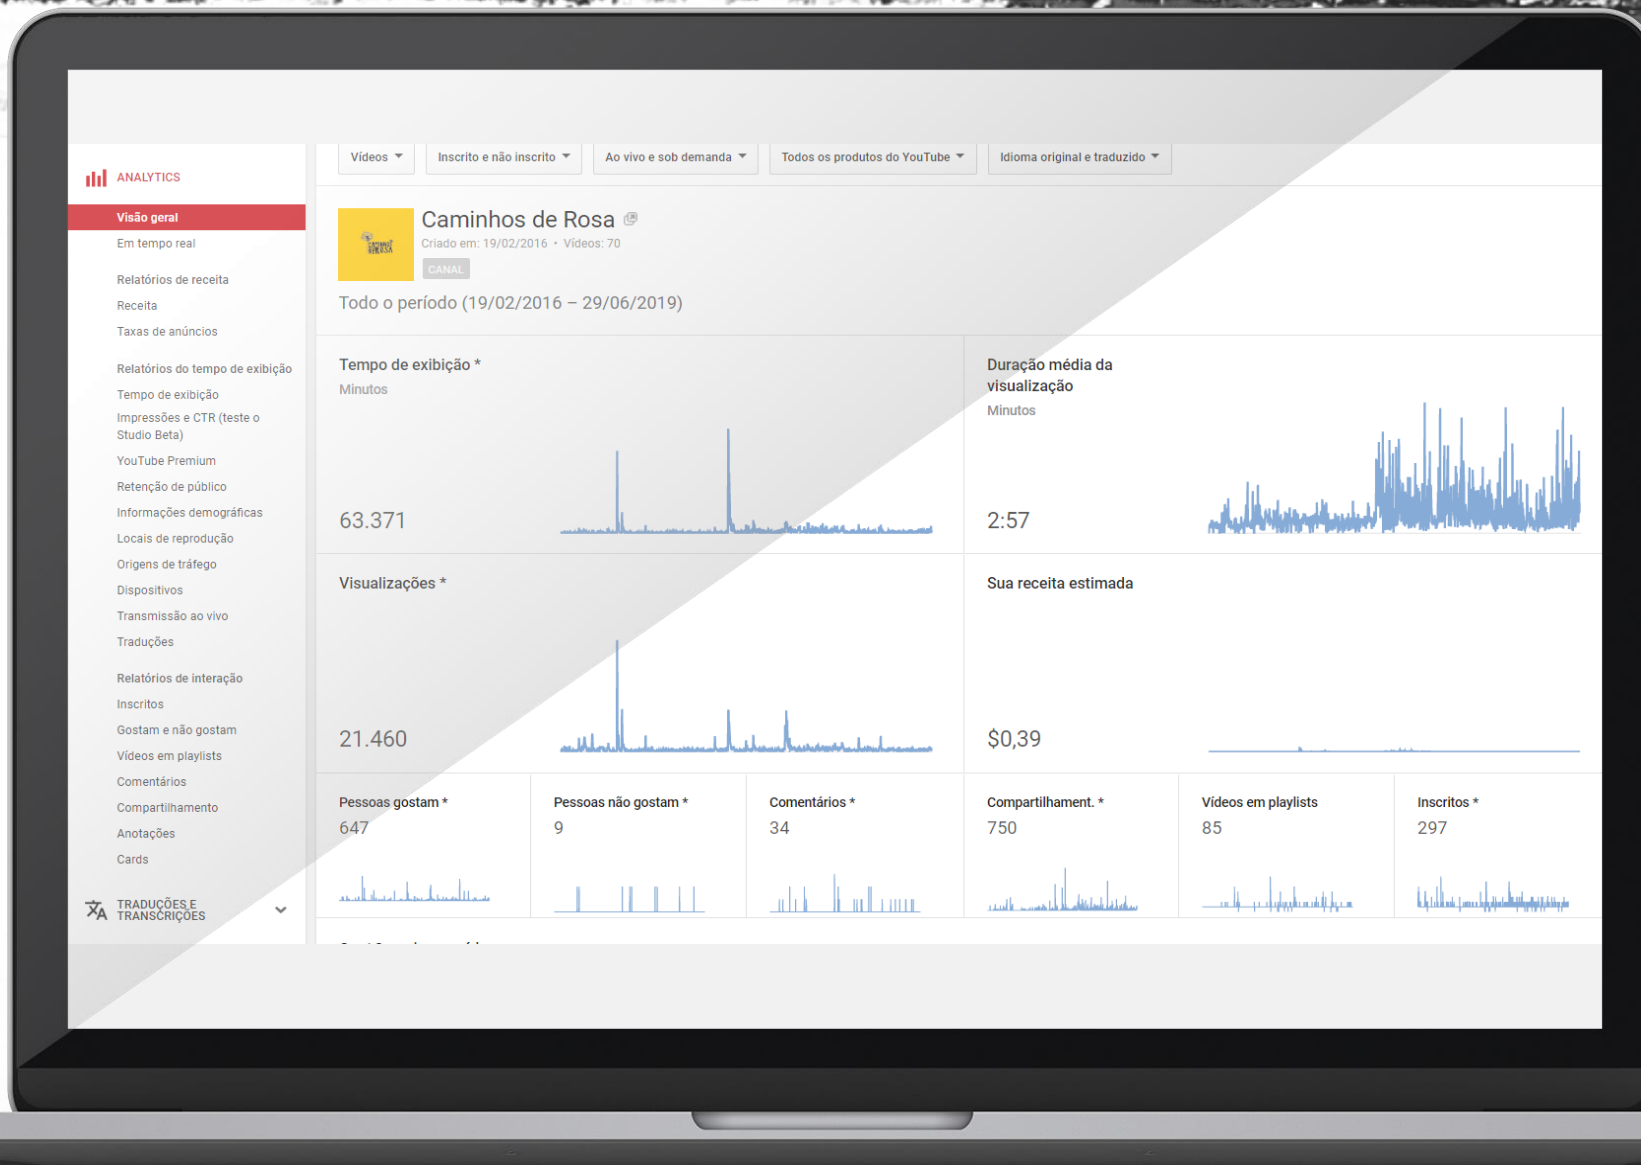 Vídeos
Inscrito e não inscrito
Ao vivo e sob demanda
Todos os produtos do YouTube
Idioma original e traduzido
ANALYTICS
Visão geral
Em tempo real
Relatórios de receita
Receita
Taxas de anúncios
Relatórios do tempo de exibição
Tempo de exibição
Impressões e CTR (teste o
Studio Beta)
YouTube Premium
Retenção de público
Informações demográficas
Locais de reprodução
Origens de tráfego
Dispositivos
Transmissão ao vivo
Traduções
Relatórios de interação
Inscritos
Gostam e não gostam
Vídeos em playlists
Comentários
Compartilhamento
Anotações
Cards
TRADUÇÕES E
TRANSCRIÇÕES
Caminhos de Rosa
Criado em: 19/02/2016 • Vídeos: 70
CANAL
Todo o período (19/02/2016 – 29/06/2019)
Tempo de exibição *
Minutos
63.371
Duração média da
visualização
Minutos
2:57
Visualizações *
21.460
Sua receita estimada
$0,39
Pessoas gostam *
647
Pessoas não gostam *
9
Comentários *
34
Compartilhament. *
750
Vídeos em playlists
85
Inscritos *
297